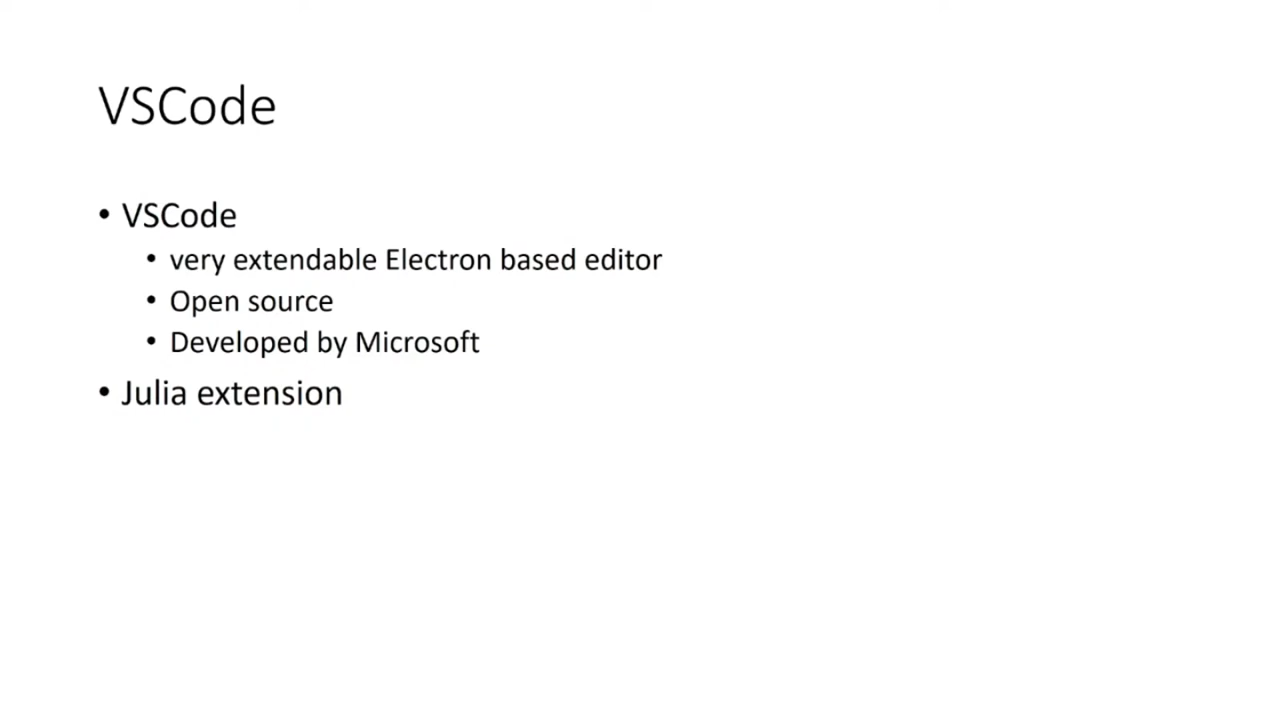 VSCode
• VSCode
• very extendable Electron based editor
• Open source
• Developed by Microsoft
• Julia extension